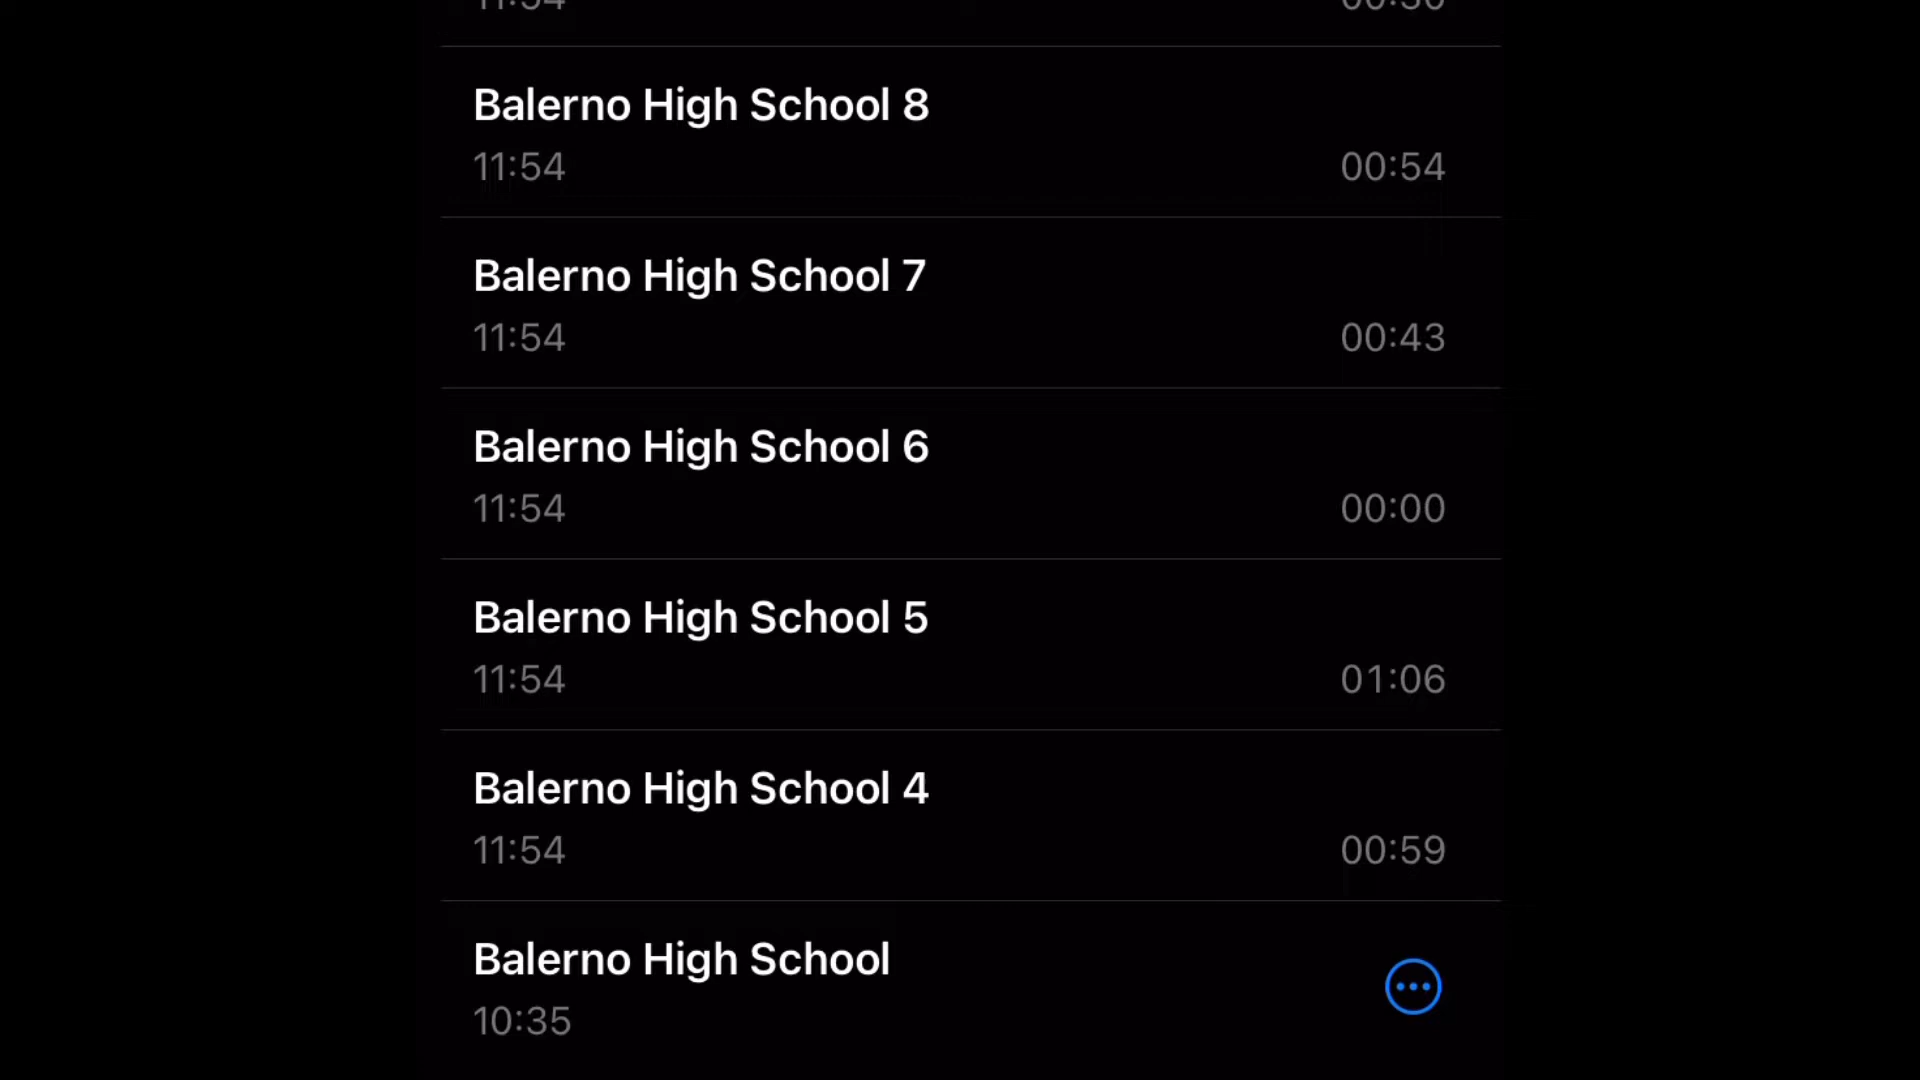 Balerno High School 8
11:54 00:54
Balerno High School 7
11:54 00:43
Balerno High School 6
11:54 00:00
Balerno High School 5
11:54 01:06
Balerno High School 4
11:54 00:59
Balerno High School
10:35